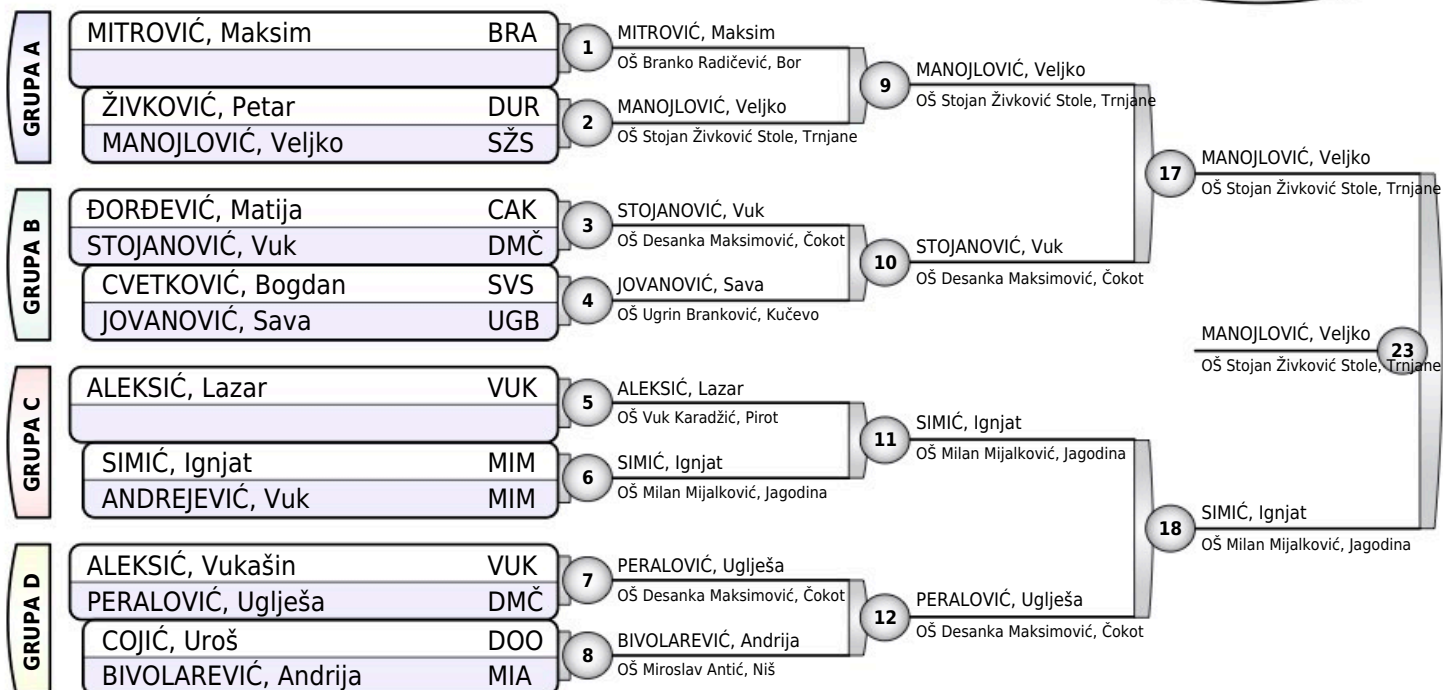 GRUPA A
MITROVIĆ, Maksim BRA
ŽIVKOVIĆ, Petar DUR
MANOJLOVIĆ, Veljko SŽS
GRUPA B
ĐORĐEVIĆ, Matija CAK
STOJANOVIĆ, Vuk DMČ
CVETKOVIĆ, Bogdan SVS
JOVANOVIĆ, Sava UGB
GRUPA C
ALEKSIĆ, Lazar VUK
SIMIĆ, Ignjat MIM
ANDREJEVIĆ, Vuk MIM
GRUPA D
ALEKSIĆ, Vukašin VUK
PERALOVIĆ, Uglješa DMČ
COJIĆ, Uroš DOO
BIVOLAREVIĆ, Andrija MIA
1
MITROVIĆ, Maksim
OŠ Branko Radičević, Bor
2
MANOJLOVIĆ, Veljko
OŠ Stojan Živković Stole, Trnjane
3
STOJANOVIĆ, Vuk
OŠ Desanka Maksimović, Čokot
4
JOVANOVIĆ, Sava
OŠ Ugrin Branković, Kučevo
5
ALEKSIĆ, Lazar
OŠ Vuk Karadžić, Pirot
6
SIMIĆ, Ignjat
OŠ Milan Mijalković, Jagodina
7
PERALOVIĆ, Uglješa
OŠ Desanka Maksimović, Čokot
8
BIVOLAREVIĆ, Andrija
OŠ Miroslav Antić, Niš
9
MANOJLOVIĆ, Veljko
OŠ Stojan Živković Stole, Trnjane
10
STOJANOVIĆ, Vuk
OŠ Desanka Maksimović, Čokot
11
SIMIĆ, Ignjat
OŠ Milan Mijalković, Jagodina
12
PERALOVIĆ, Uglješa
OŠ Desanka Maksimović, Čokot
17
MANOJLOVIĆ, Veljko
OŠ Stojan Živković Stole, Trnjane
18
SIMIĆ, Ignjat
OŠ Milan Mijalković, Jagodina
MANOJLOVIĆ, Veljko
23
OŠ Stojan Živković Stole, Trnjane